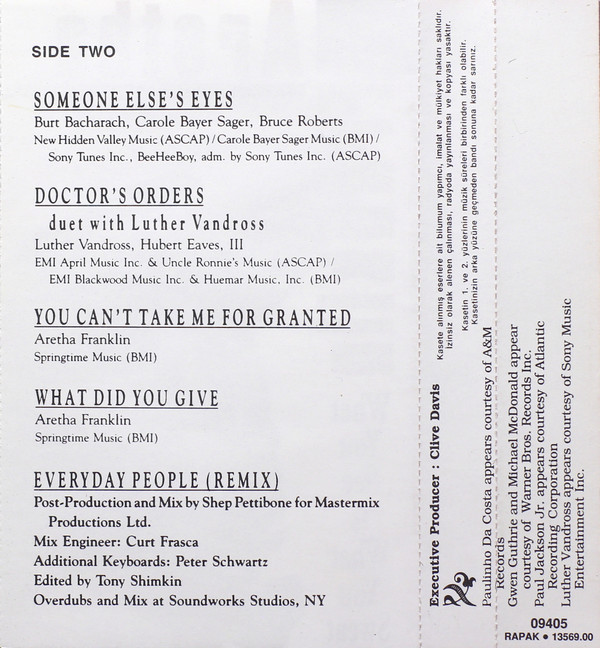 SIDE TWO
SOMEONE ELSE'S EYES
Burt Bacharach, Carole Bayer Sager, Bruce Roberts
New Hidden Valley Music (ASCAP) / Carole Bayer Sager Music (BMI) /
Sony Tunes Inc., BeeHeeBoy, adm. by Sony Tunes Inc. (ASCAP)
DOCTOR'S ORDERS
duet with Luther Vandross
Luther Vandross, Hubert Eaves, III
EMI April Music Inc. & Uncle Ronnie's Music (ASCAP) /
EMI Blackwood Music Inc. & Huemar Music, Inc. (BMI)
YOU CAN'T TAKE ME FOR GRANTED
Aretha Franklin
Springtime Music (BMI)
WHAT DID YOU GIVE
Aretha Franklin
Springtime Music (BMI)
EVERYDAY PEOPLE (REMIX)
Post-Production and Mix by Shep Pettibone for Mastermix
Productions Ltd.
Mix Engineer: Curt Frasca
Additional Keyboards: Peter Schwartz
Edited by Tony Shimkin
Overdubs and Mix at Soundworks Studios, NY
Executive Producer : Clive Davis
Kasete alınmış eserlere ait bilumum yapımcı, imalat ve mülkiyet hakları saklıdır.
İzinsiz olarak alenen çalınması, radyoda yayınlanması ve kopyası yasaktır.
Kasetin 1. ve 2. yüzlerinin müzik süreleri birbirinden farklı olabilir.
Kasetinizin arka yüzüne geçmeden bandı sonuna kadar sarınız.
Paulinho Da Costa appears courtesy of A&M
Records
Gwen Guthrie and Michael McDonald appear
courtesy of Warner Bros. Records Inc.
Paul Jackson Jr. appears courtesy of Atlantic
Recording Corporation
Luther Vandross appears courtesy of Sony Music
Entertainment Inc.
09405
RAPAK ● 13569.00